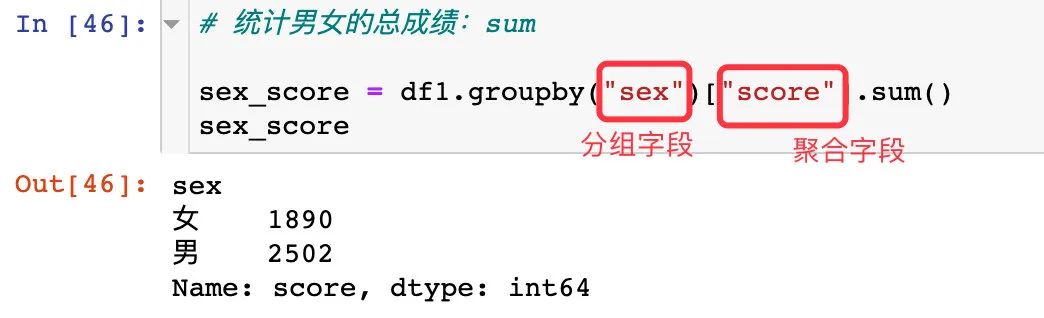 In [46]:
# 统计男女的总成绩：sum
sex_score = df1.groupby("sex")["score"].sum()
sex_score
分组字段
聚合字段
Out[46]:
sex
女 1890
男 2502
Name: score, dtype: int64